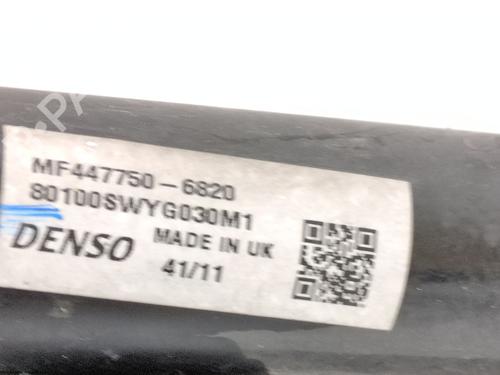 MF447750-6820
80100SWYG030M1
DENSO MADE IN UK
41/11